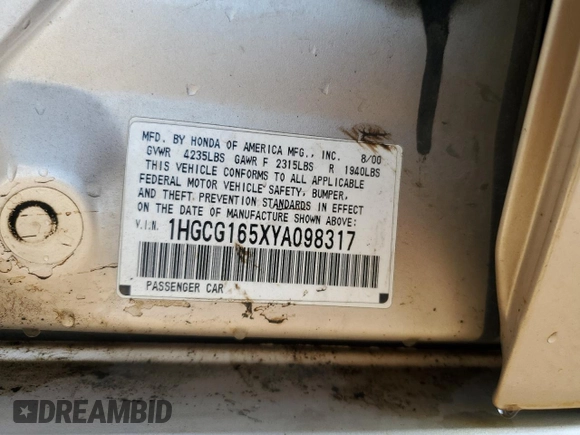 MFD. BY HONDA OF AMERICA MFG., INC. 8/00
GVWR 4235LBS GAWR F 2315LBS R 1940LBS
THIS VEHICLE CONFORMS TO ALL APPLICABLE
FEDERAL MOTOR VEHICLE SAFETY, BUMPER,
AND THEFT PREVENTION STANDARDS IN EFFECT
ON THE DATE OF MANUFACTURE SHOWN ABOVE:
V.I.N. 1HGCG165XYA098317
PASSENGER CAR
DREAMBID